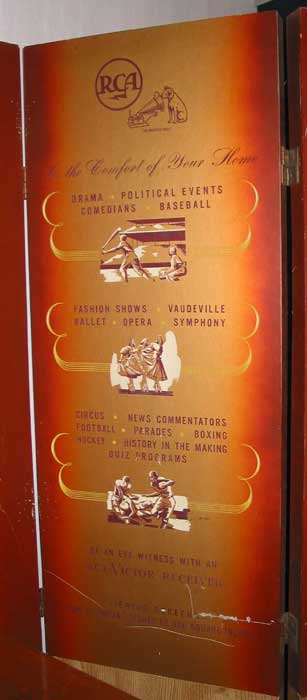 RCA
"HIS MASTER'S VOICE"
In the Comfort of Your Home
DRAMA • POLITICAL EVENTS
COMEDIANS • BASEBALL
FASHION SHOWS • VAUDEVILLE
BALLET • OPERA • SYMPHONY
CIRCUS • NEWS COMMENTATORS
FOOTBALL • PARADES • BOXING
HOCKEY • HISTORY IN THE MAKING
QUIZ PROGRAMS
BE AN EYE-WITNESS WITH AN
RCA VICTOR RECEIVER